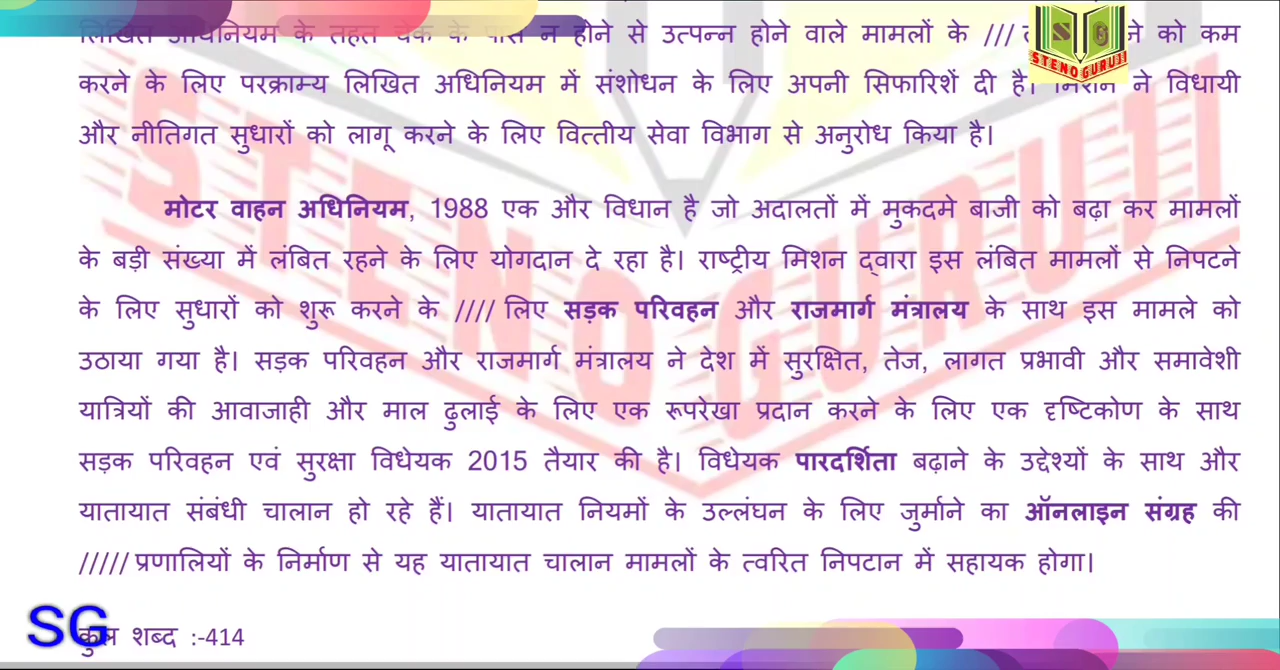 लिखित अधिनियम के तहत चेक के पास न होने से उत्पन्न होने वाले मामलों के /// ने को कम
करने के लिए परक्राम्य लिखित अधिनियम में संशोधन के लिए अपनी सिफारिशें दी है। मिशन ने विधायी
और नीतिगत सुधारों को लागू करने के लिए वित्तीय सेवा विभाग से अनुरोध किया है।
मोटर वाहन अधिनियम, 1988 एक और विधान है जो अदालतों में मुकदमे बाजी को बढ़ा कर मामलों
के बड़ी संख्या में लंबित रहने के लिए योगदान दे रहा है। राष्ट्रीय मिशन द्वारा इस लंबित मामलों से निपटने
के लिए सुधारों को शुरू करने के //// लिए सड़क परिवहन और राजमार्ग मंत्रालय के साथ इस मामले को
उठाया गया है। सड़क परिवहन और राजमार्ग मंत्रालय ने देश में सुरक्षित, तेज, लागत प्रभावी और समावेशी
यात्रियों की आवाजाही और माल ढुलाई के लिए एक रूपरेखा प्रदान करने के लिए एक दृष्टिकोण के साथ
सड़क परिवहन एवं सुरक्षा विधेयक 2015 तैयार की है। विधेयक पारदर्शिता बढ़ाने के उद्देश्यों के साथ और
यातायात संबंधी चालान हो रहे हैं। यातायात नियमों के उल्लंघन के लिए जुर्माने का ऑनलाइन संग्रह की
///// प्रणालियों के निर्माण से यह यातायात चालान मामलों के त्वरित निपटान में सहायक होगा।
कुल शब्द :-414
SG
S G
STENO GURUJI
STENO GURUJI